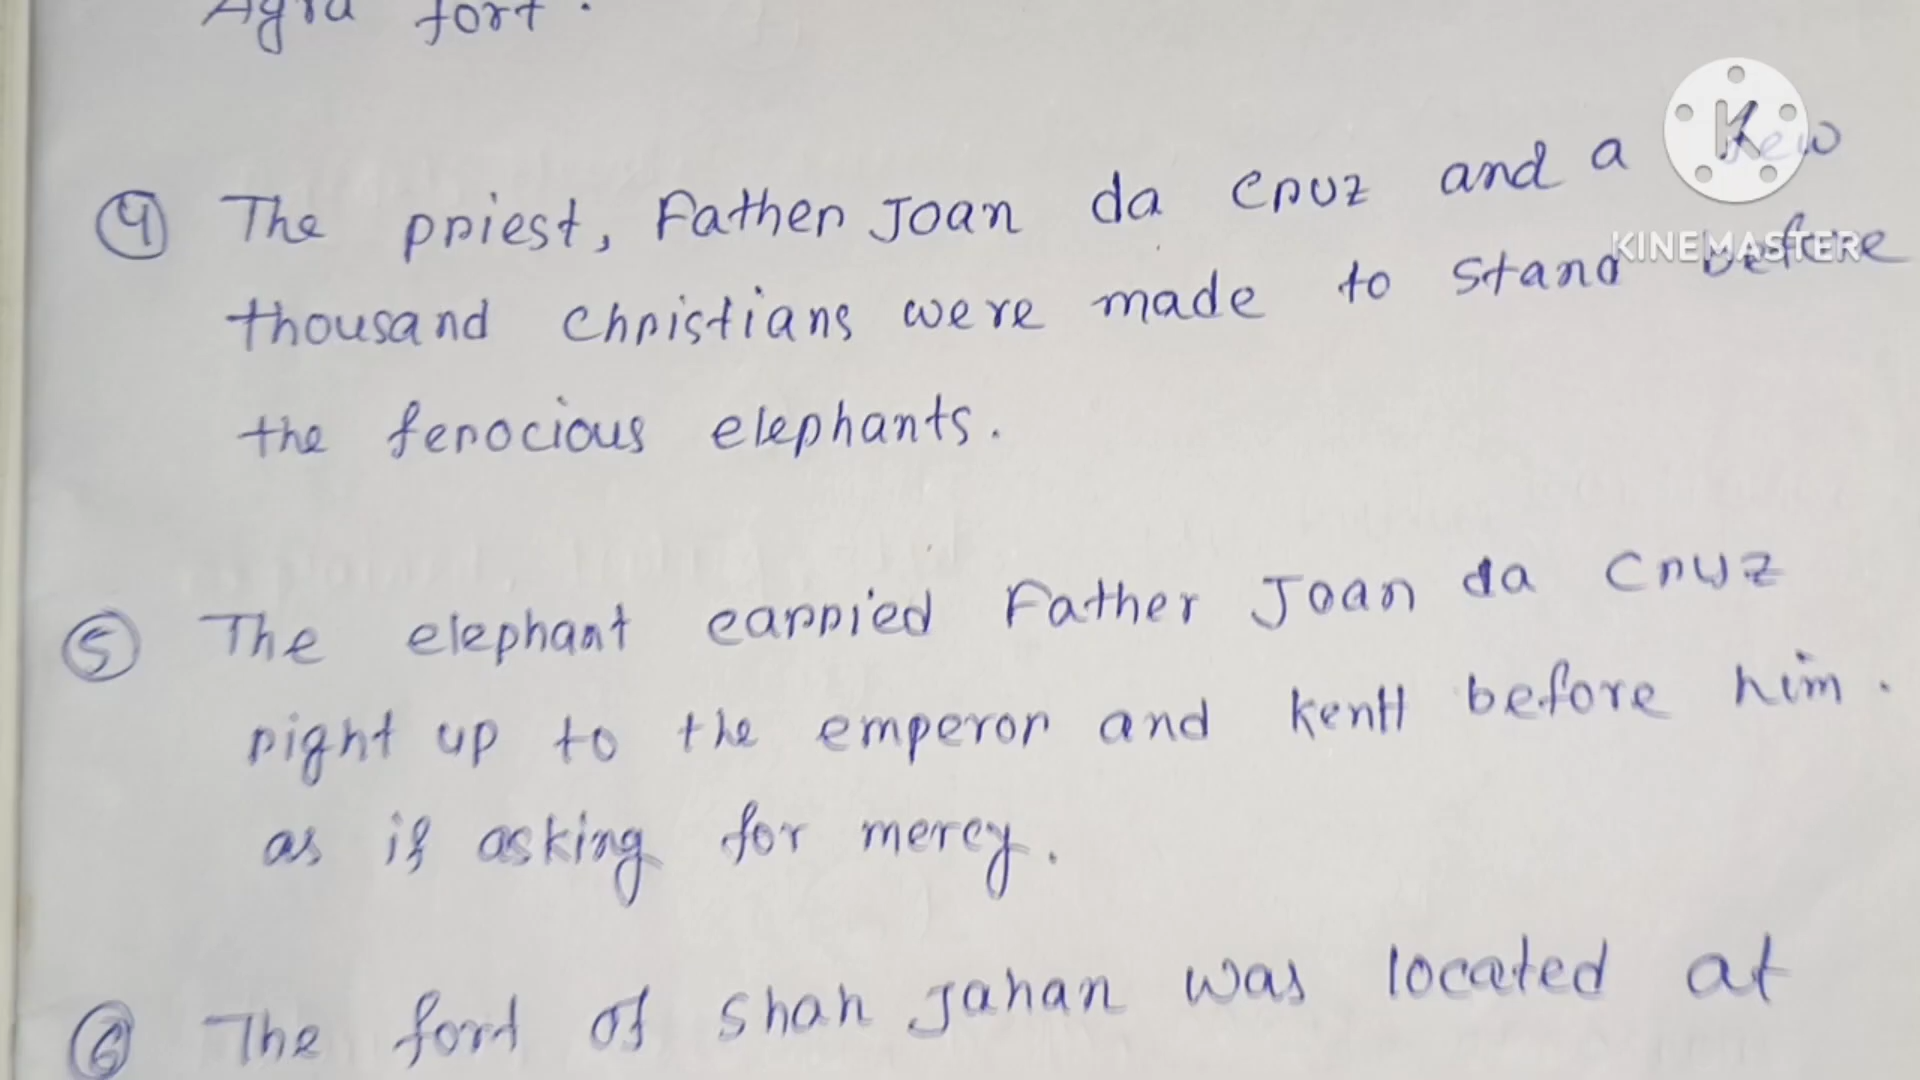 Agra fort.
④ The priest, Father Joan da Cruz and a few
KINEMASTER
thousand Christians were made to stand before
the ferocious elephants.
⑤ The elephant carried Father Joan da Cruz
right up to the emperor and kentt before him.
as if asking for mercy.
⑥ The fort of Shah Jahan was located at